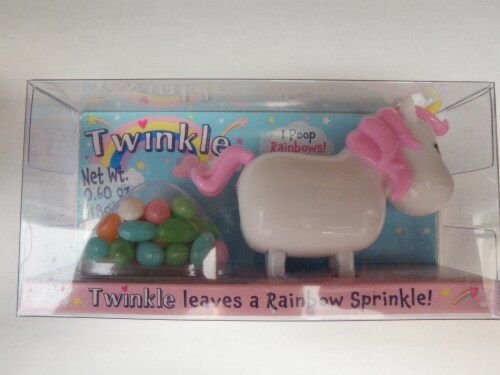 Twinkle
I Poop
Rainbows!
Net Wt.
0.60 oz
Twinkle leaves a Rainbow Sprinkle!